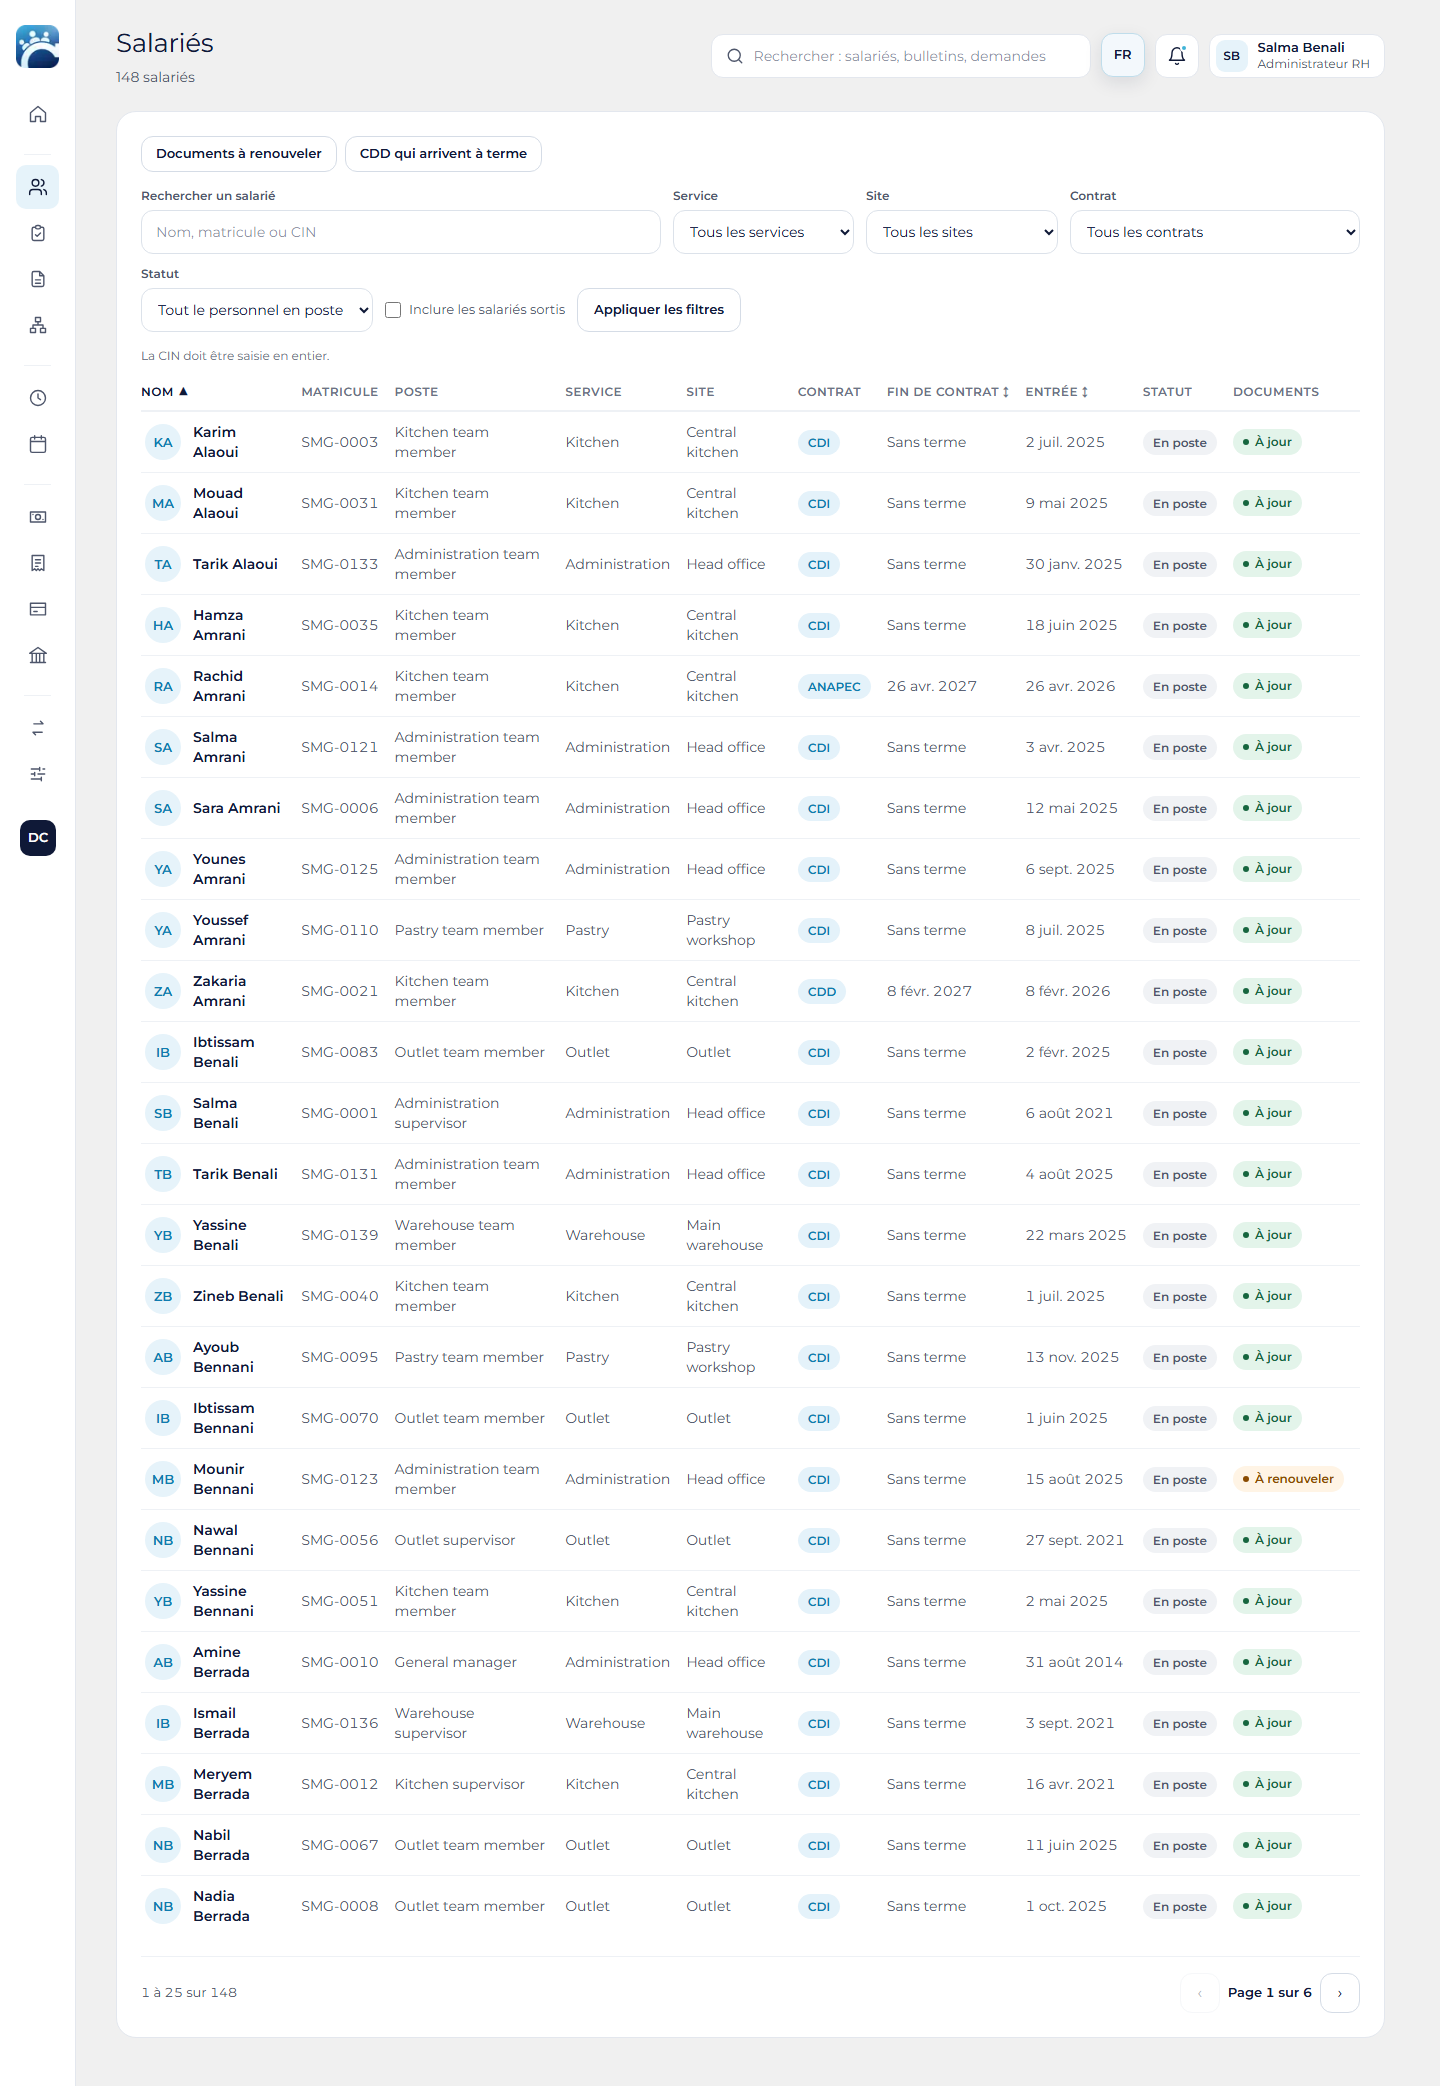 Salariés
148 salariés
Rechercher : salariés, bulletins, demandes
FR
SB
Salma Benali
Administrateur RH
Documents à renouveler
CDD qui arrivent à terme
Rechercher un salarié
Service
Site
Contrat
Nom, matricule ou CIN
Tous les services
Tous les sites
Tous les contrats
Statut
Tout le personnel en poste
Inclure les salariés sortis
Appliquer les filtres
La CIN doit être saisie en entier.
NOM ▲ MATRICULE POSTE SERVICE SITE CONTRAT FIN DE CONTRAT ↕ ENTRÉE ↕ STATUT DOCUMENTS
KA Karim Alaoui SMG-0003 Kitchen team member Kitchen Central kitchen CDI Sans terme 2 juil. 2025 En poste À jour
MA Mouad Alaoui SMG-0031 Kitchen team member Kitchen Central kitchen CDI Sans terme 9 mai 2025 En poste À jour
TA Tarik Alaoui SMG-0133 Administration team member Administration Head office CDI Sans terme 30 janv. 2025 En poste À jour
HA Hamza Amrani SMG-0035 Kitchen team member Kitchen Central kitchen CDI Sans terme 18 juin 2025 En poste À jour
RA Rachid Amrani SMG-0014 Kitchen team member Kitchen Central kitchen ANAPEC 26 avr. 2027 26 avr. 2026 En poste À jour
SA Salma Amrani SMG-0121 Administration team member Administration Head office CDI Sans terme 3 avr. 2025 En poste À jour
SA Sara Amrani SMG-0006 Administration team member Administration Head office CDI Sans terme 12 mai 2025 En poste À jour
YA Younes Amrani SMG-0125 Administration team member Administration Head office CDI Sans terme 6 sept. 2025 En poste À jour
YA Youssef Amrani SMG-0110 Pastry team member Pastry Pastry workshop CDI Sans terme 8 juil. 2025 En poste À jour
ZA Zakaria Amrani SMG-0021 Kitchen team member Kitchen Central kitchen CDD 8 févr. 2027 8 févr. 2026 En poste À jour
IB Ibtissam Benali SMG-0083 Outlet team member Outlet Outlet CDI Sans terme 2 févr. 2025 En poste À jour
SB Salma Benali SMG-0001 Administration supervisor Administration Head office CDI Sans terme 6 août 2021 En poste À jour
TB Tarik Benali SMG-0131 Administration team member Administration Head office CDI Sans terme 4 août 2025 En poste À jour
YB Yassine Benali SMG-0139 Warehouse team member Warehouse Main warehouse CDI Sans terme 22 mars 2025 En poste À jour
ZB Zineb Benali SMG-0040 Kitchen team member Kitchen Central kitchen CDI Sans terme 1 juil. 2025 En poste À jour
AB Ayoub Bennani SMG-0095 Pastry team member Pastry Pastry workshop CDI Sans terme 13 nov. 2025 En poste À jour
IB Ibtissam Bennani SMG-0070 Outlet team member Outlet Outlet CDI Sans terme 1 juin 2025 En poste À jour
MB Mounir Bennani SMG-0123 Administration team member Administration Head office CDI Sans terme 15 août 2025 En poste À renouveler
NB Nawal Bennani SMG-0056 Outlet supervisor Outlet Outlet CDI Sans terme 27 sept. 2021 En poste À jour
YB Yassine Bennani SMG-0051 Kitchen team member Kitchen Central kitchen CDI Sans terme 2 mai 2025 En poste À jour
AB Amine Berrada SMG-0010 General manager Administration Head office CDI Sans terme 31 août 2014 En poste À jour
IB Ismail Berrada SMG-0136 Warehouse supervisor Warehouse Main warehouse CDI Sans terme 3 sept. 2021 En poste À jour
MB Meryem Berrada SMG-0012 Kitchen supervisor Kitchen Central kitchen CDI Sans terme 16 avr. 2021 En poste À jour
NB Nabil Berrada SMG-0067 Outlet team member Outlet Outlet CDI Sans terme 11 juin 2025 En poste À jour
NB Nadia Berrada SMG-0008 Outlet team member Outlet Outlet CDI Sans terme 1 oct. 2025 En poste À jour
1 à 25 sur 148
‹ Page 1 sur 6 ›
DC